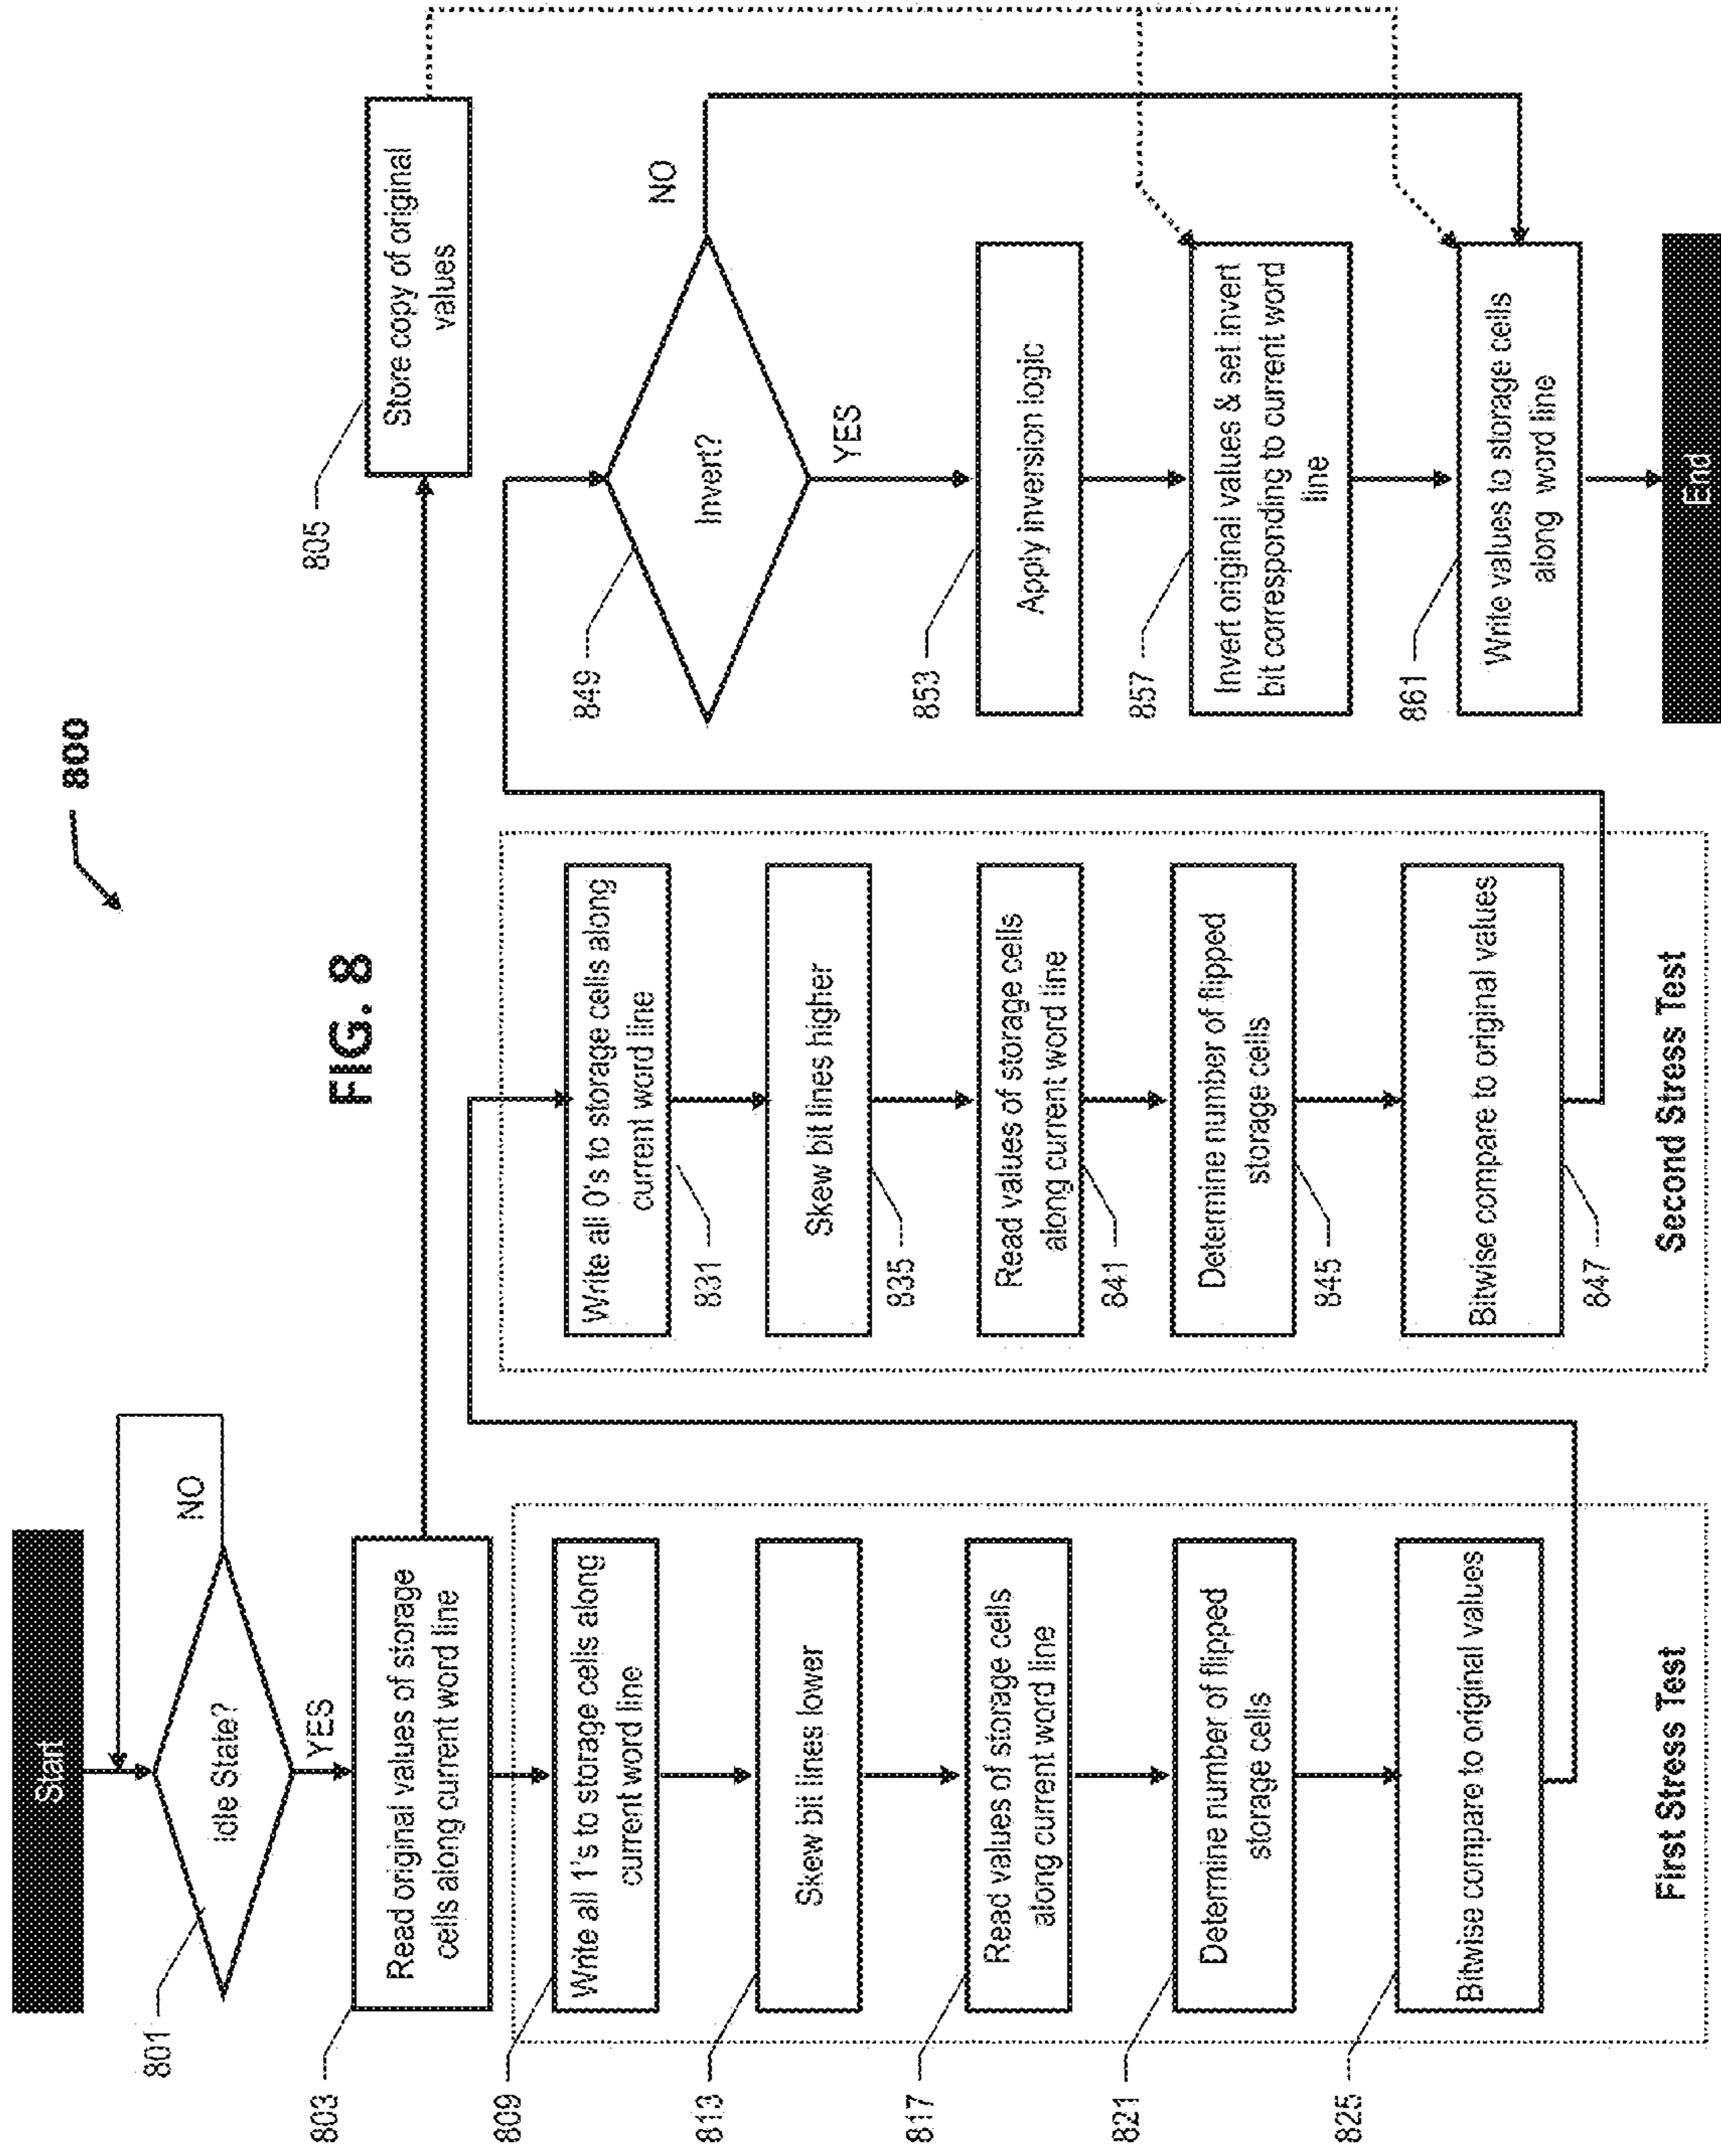 800
FIG. 8
Start
801
Idle State?
NO
YES
803
Read original values of storage
cells along current word line
805
Store copy of original
values
809
Write all 1's to storage cells along
current word line
813
Skew bit lines lower
817
Read values of storage cells
along current word line
821
Determine number of flipped
storage cells
825
Bitwise compare to original values
First Stress Test
Write all 0's to storage cells along
current word line
831
Skew bit lines higher
835
Read values of storage cells
along current word line
841
Determine number of flipped
storage cells
845
Bitwise compare to original values
847
Second Stress Test
849
Invert?
NO
YES
853
Apply inversion logic
857
Invert original values & set invert
bit corresponding to current word
line
861
Write values to storage cells
along word line
End